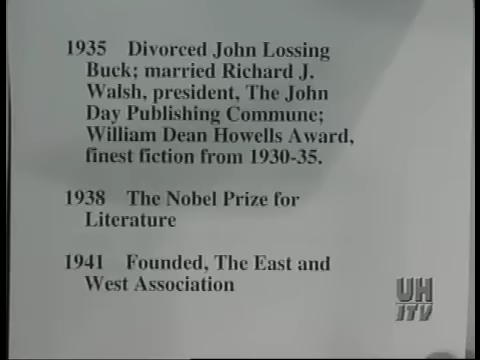 1935 Divorced John Lossing
Buck; married Richard J.
Walsh, president, The John
Day Publishing Commune;
William Dean Howells Award,
finest fiction from 1930-35.
1938 The Nobel Prize for
Literature
1941 Founded, The East and
West Association
UH
ITV